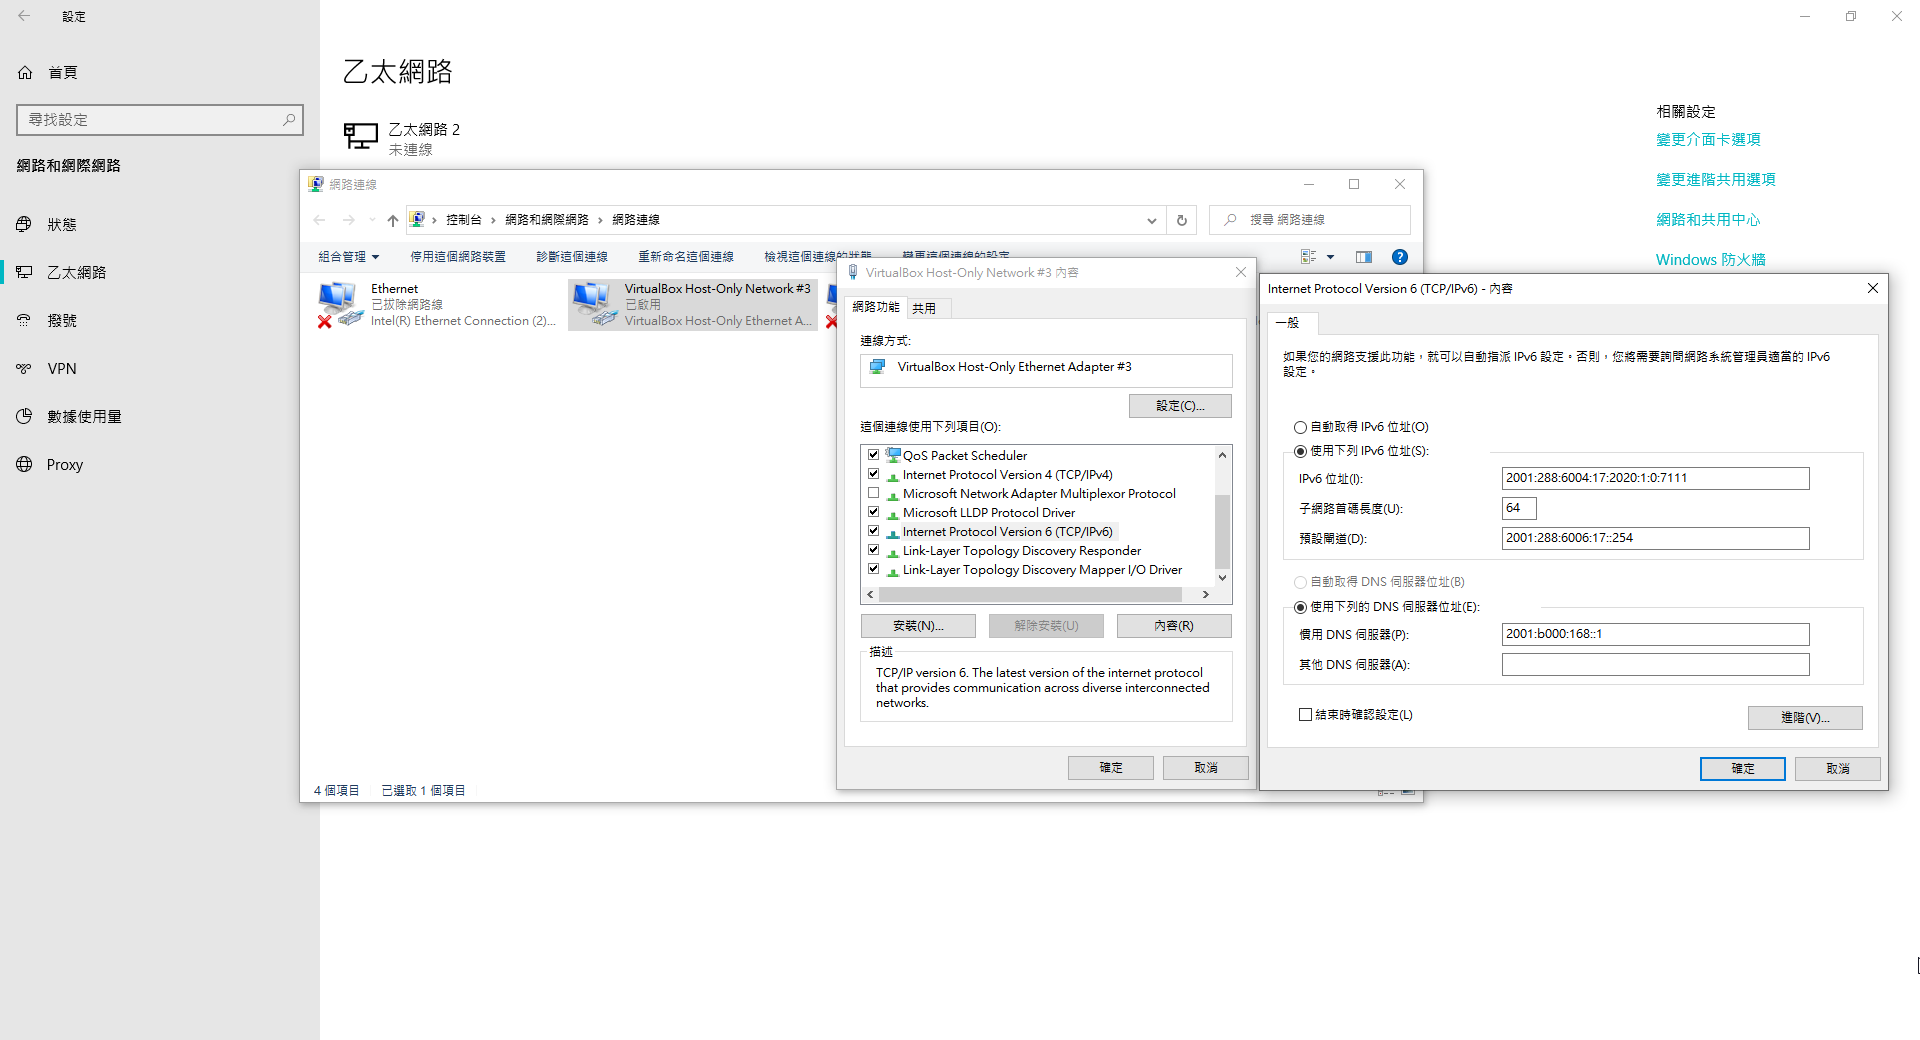 設定
首頁
尋找設定
網路和網際網路
狀態
乙太網路
撥號
VPN
數據使用量
Proxy
乙太網路
乙太網路 2
未連線
相關設定
變更介面卡選項
變更進階共用選項
網路和共用中心
Windows 防火牆
網路連線
控制台 › 網路和網際網路 › 網路連線
搜尋 網路連線
組合管理 停用這個網路裝置 診斷這個連線 重新命名這個連線 檢視這個連線的狀態 變更這個連線的設定
Ethernet
已拔除網路線
Intel(R) Ethernet Connection (2)...
VirtualBox Host-Only Network #3
已啟用
VirtualBox Host-Only Ethernet A...
4 個項目 已選取 1 個項目
VirtualBox Host-Only Network #3 內容
網路功能 共用
連線方式:
VirtualBox Host-Only Ethernet Adapter #3
設定(C)...
這個連線使用下列項目(O):
QoS Packet Scheduler
Internet Protocol Version 4 (TCP/IPv4)
Microsoft Network Adapter Multiplexor Protocol
Microsoft LLDP Protocol Driver
Internet Protocol Version 6 (TCP/IPv6)
Link-Layer Topology Discovery Responder
Link-Layer Topology Discovery Mapper I/O Driver
安裝(N)... 解除安裝(U) 內容(R)
描述
TCP/IP version 6. The latest version of the internet protocol
that provides communication across diverse interconnected
networks.
確定 取消
Internet Protocol Version 6 (TCP/IPv6) - 內容
一般
如果您的網路支援此功能，就可以自動指派 IPv6 設定。否則，您將需要詢問網路系統管理員適當的 IPv6
設定。
自動取得 IPv6 位址(O)
使用下列 IPv6 位址(S):
IPv6 位址(I): 2001:288:6004:17:2020:1:0:7111
子網路首碼長度(U): 64
預設閘道(D): 2001:288:6006:17::254
自動取得 DNS 伺服器位址(B)
使用下列的 DNS 伺服器位址(E):
慣用 DNS 伺服器(P): 2001:b000:168::1
其他 DNS 伺服器(A):
結束時確認設定(L)
進階(V)...
確定 取消